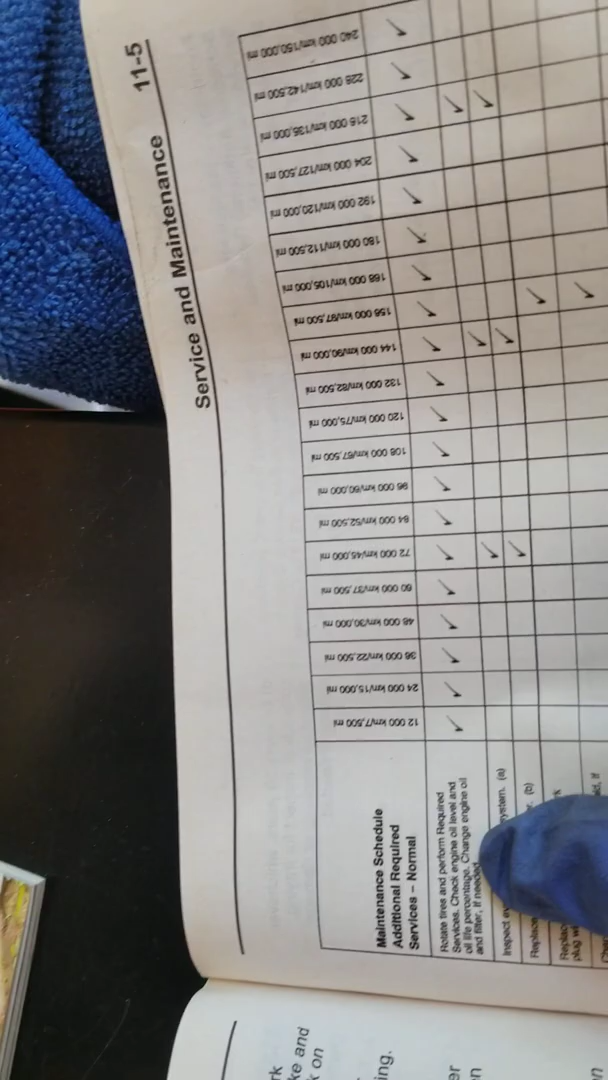 Service and Maintenance 11-5
Maintenance Schedule
Additional Required
Services – Normal
12 000 km/7,500 mi
24 000 km/15,000 mi
36 000 km/22,500 mi
48 000 km/30,000 mi
60 000 km/37,500 mi
72 000 km/45,000 mi
84 000 km/52,500 mi
96 000 km/60,000 mi
108 000 km/67,500 mi
120 000 km/75,000 mi
132 000 km/82,500 mi
144 000 km/90,000 mi
156 000 km/97,500 mi
168 000 km/105,000 mi
180 000 km/112,500 mi
192 000 km/120,000 mi
204 000 km/127,500 mi
216 000 km/135,000 mi
228 000 km/142,500 mi
240 000 km/150,000 mi
Rotate tires and perform Required
Services. Check engine oil level and
oil life percentage. Change engine oil
and filter, if needed.
✓ ✓ ✓ ✓ ✓ ✓ ✓ ✓ ✓ ✓ ✓ ✓ ✓ ✓ ✓ ✓ ✓ ✓ ✓ ✓
Inspect system. (a)
✓ ✓ ✓
Replace (b)
✓ ✓ ✓
plug
✓
✓
ke and
on
ing.